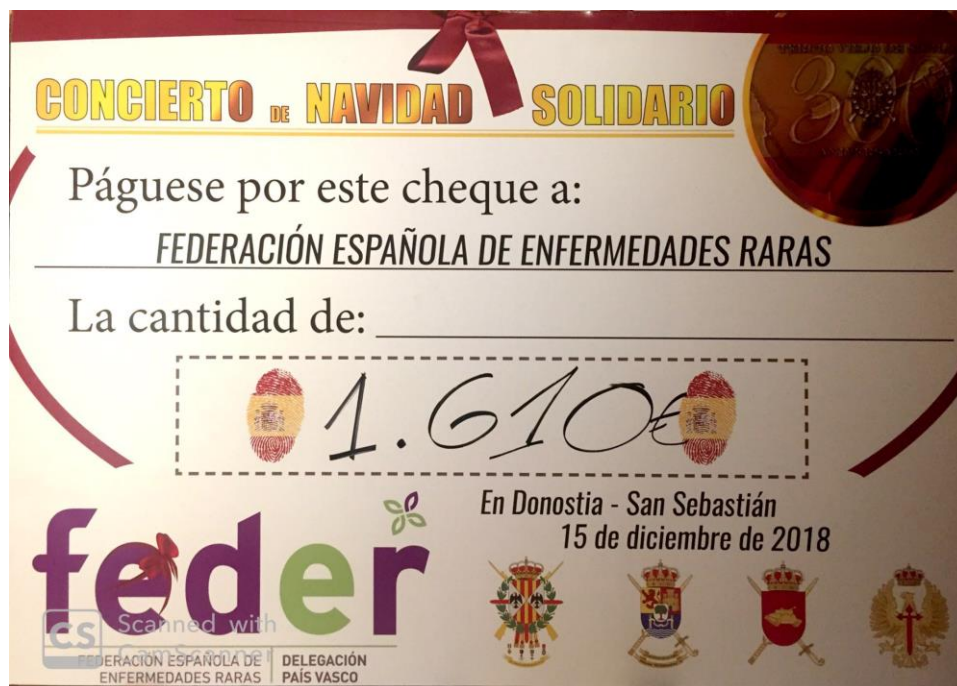 CONCIERTO DE NAVIDAD SOLIDARIO
300
Páguese por este cheque a:
FEDERACIÓN ESPAÑOLA DE ENFERMEDADES RARAS
La cantidad de:
1.610€
En Donostia - San Sebastián
15 de diciembre de 2018
feder
CS Scanned with CamScanner
FEDERACIÓN ESPAÑOLA DE ENFERMEDADES RARAS
DELEGACIÓN PAÍS VASCO